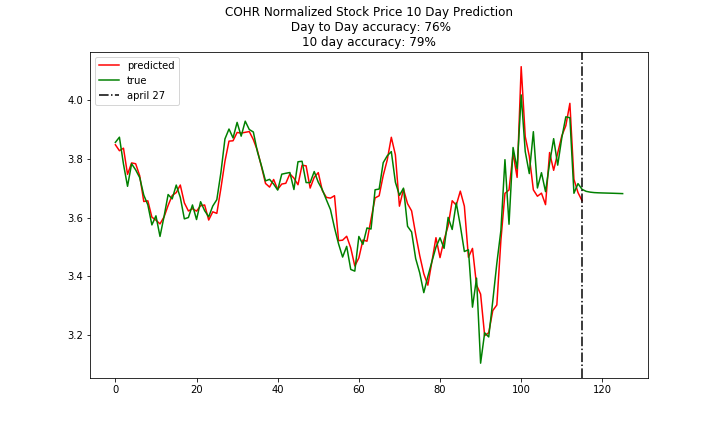 COHR Normalized Stock Price 10 Day Prediction
Day to Day accuracy: 76%
10 day accuracy: 79%
predicted
true
april 27
4.0
3.8
3.6
3.4
3.2
0
20
40
60
80
100
120